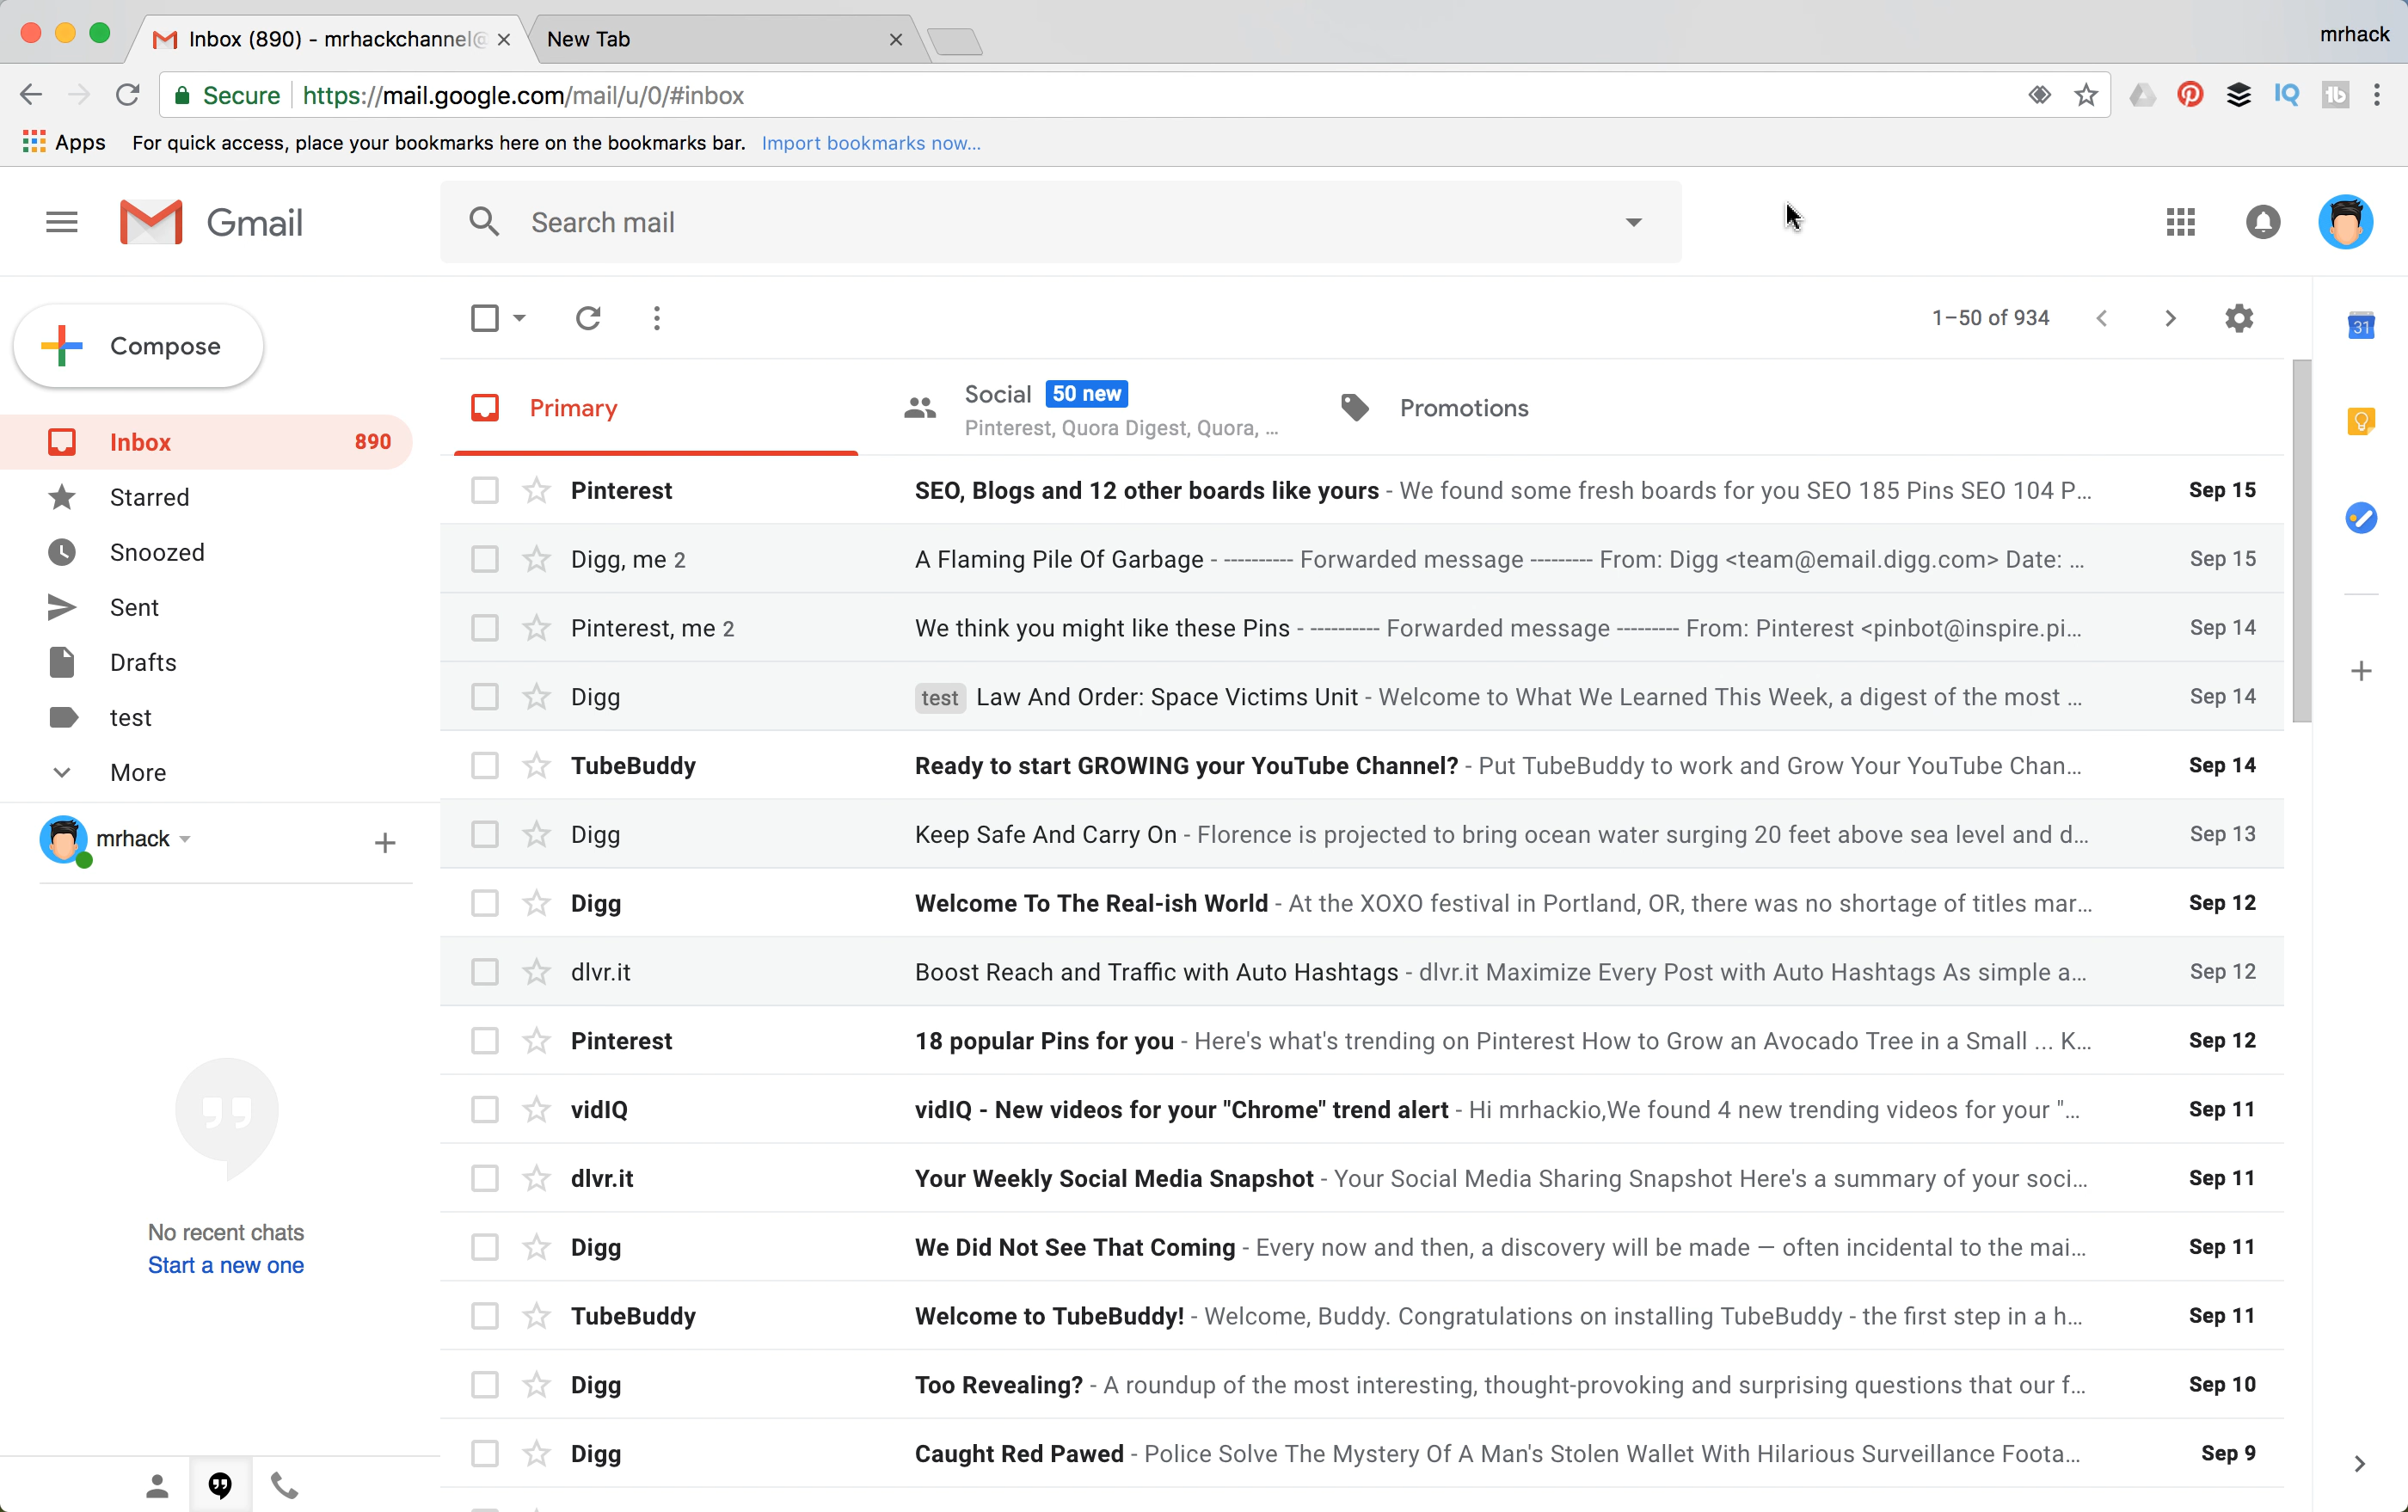 Inbox (890) - mrhackchannel@
New Tab
mrhack
Secure https://mail.google.com/mail/u/0/#inbox
IQ
tb
Apps For quick access, place your bookmarks here on the bookmarks bar. Import bookmarks now...
Gmail
Search mail
Compose
1–50 of 934
31
Primary
Social 50 new
Pinterest, Quora Digest, Quora, ...
Promotions
Inbox 890
Starred
Snoozed
Sent
Drafts
test
More
mrhack
No recent chats
Start a new one
Pinterest SEO, Blogs and 12 other boards like yours - We found some fresh boards for you SEO 185 Pins SEO 104 P... Sep 15
Digg, me 2 A Flaming Pile Of Garbage - ---------- Forwarded message --------- From: Digg <team@email.digg.com> Date: ... Sep 15
Pinterest, me 2 We think you might like these Pins - ---------- Forwarded message --------- From: Pinterest <pinbot@inspire.pi... Sep 14
Digg test Law And Order: Space Victims Unit - Welcome to What We Learned This Week, a digest of the most ... Sep 14
TubeBuddy Ready to start GROWING your YouTube Channel? - Put TubeBuddy to work and Grow Your YouTube Chan... Sep 14
Digg Keep Safe And Carry On - Florence is projected to bring ocean water surging 20 feet above sea level and d... Sep 13
Digg Welcome To The Real-ish World - At the XOXO festival in Portland, OR, there was no shortage of titles mar... Sep 12
dlvr.it Boost Reach and Traffic with Auto Hashtags - dlvr.it Maximize Every Post with Auto Hashtags As simple a... Sep 12
Pinterest 18 popular Pins for you - Here's what's trending on Pinterest How to Grow an Avocado Tree in a Small ... K... Sep 12
vidIQ vidIQ - New videos for your "Chrome" trend alert - Hi mrhackio,We found 4 new trending videos for your "... Sep 11
dlvr.it Your Weekly Social Media Snapshot - Your Social Media Sharing Snapshot Here's a summary of your soci... Sep 11
Digg We Did Not See That Coming - Every now and then, a discovery will be made — often incidental to the mai... Sep 11
TubeBuddy Welcome to TubeBuddy! - Welcome, Buddy. Congratulations on installing TubeBuddy - the first step in a h... Sep 11
Digg Too Revealing? - A roundup of the most interesting, thought-provoking and surprising questions that our f... Sep 10
Digg Caught Red Pawed - Police Solve The Mystery Of A Man's Stolen Wallet With Hilarious Surveillance Foota... Sep 9